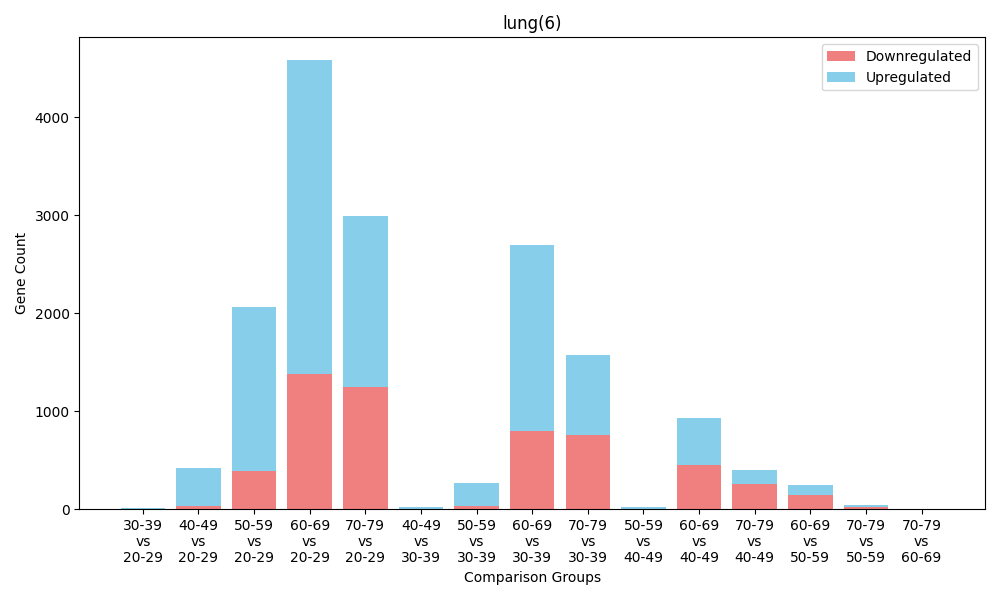 lung(6)
Downregulated
Upregulated
Gene Count
4000
3000
2000
1000
0
30-39
vs
20-29
40-49
vs
20-29
50-59
vs
20-29
60-69
vs
20-29
70-79
vs
20-29
40-49
vs
30-39
50-59
vs
30-39
60-69
vs
30-39
70-79
vs
30-39
50-59
vs
40-49
60-69
vs
40-49
70-79
vs
40-49
60-69
vs
50-59
70-79
vs
50-59
70-79
vs
60-69
Comparison Groups